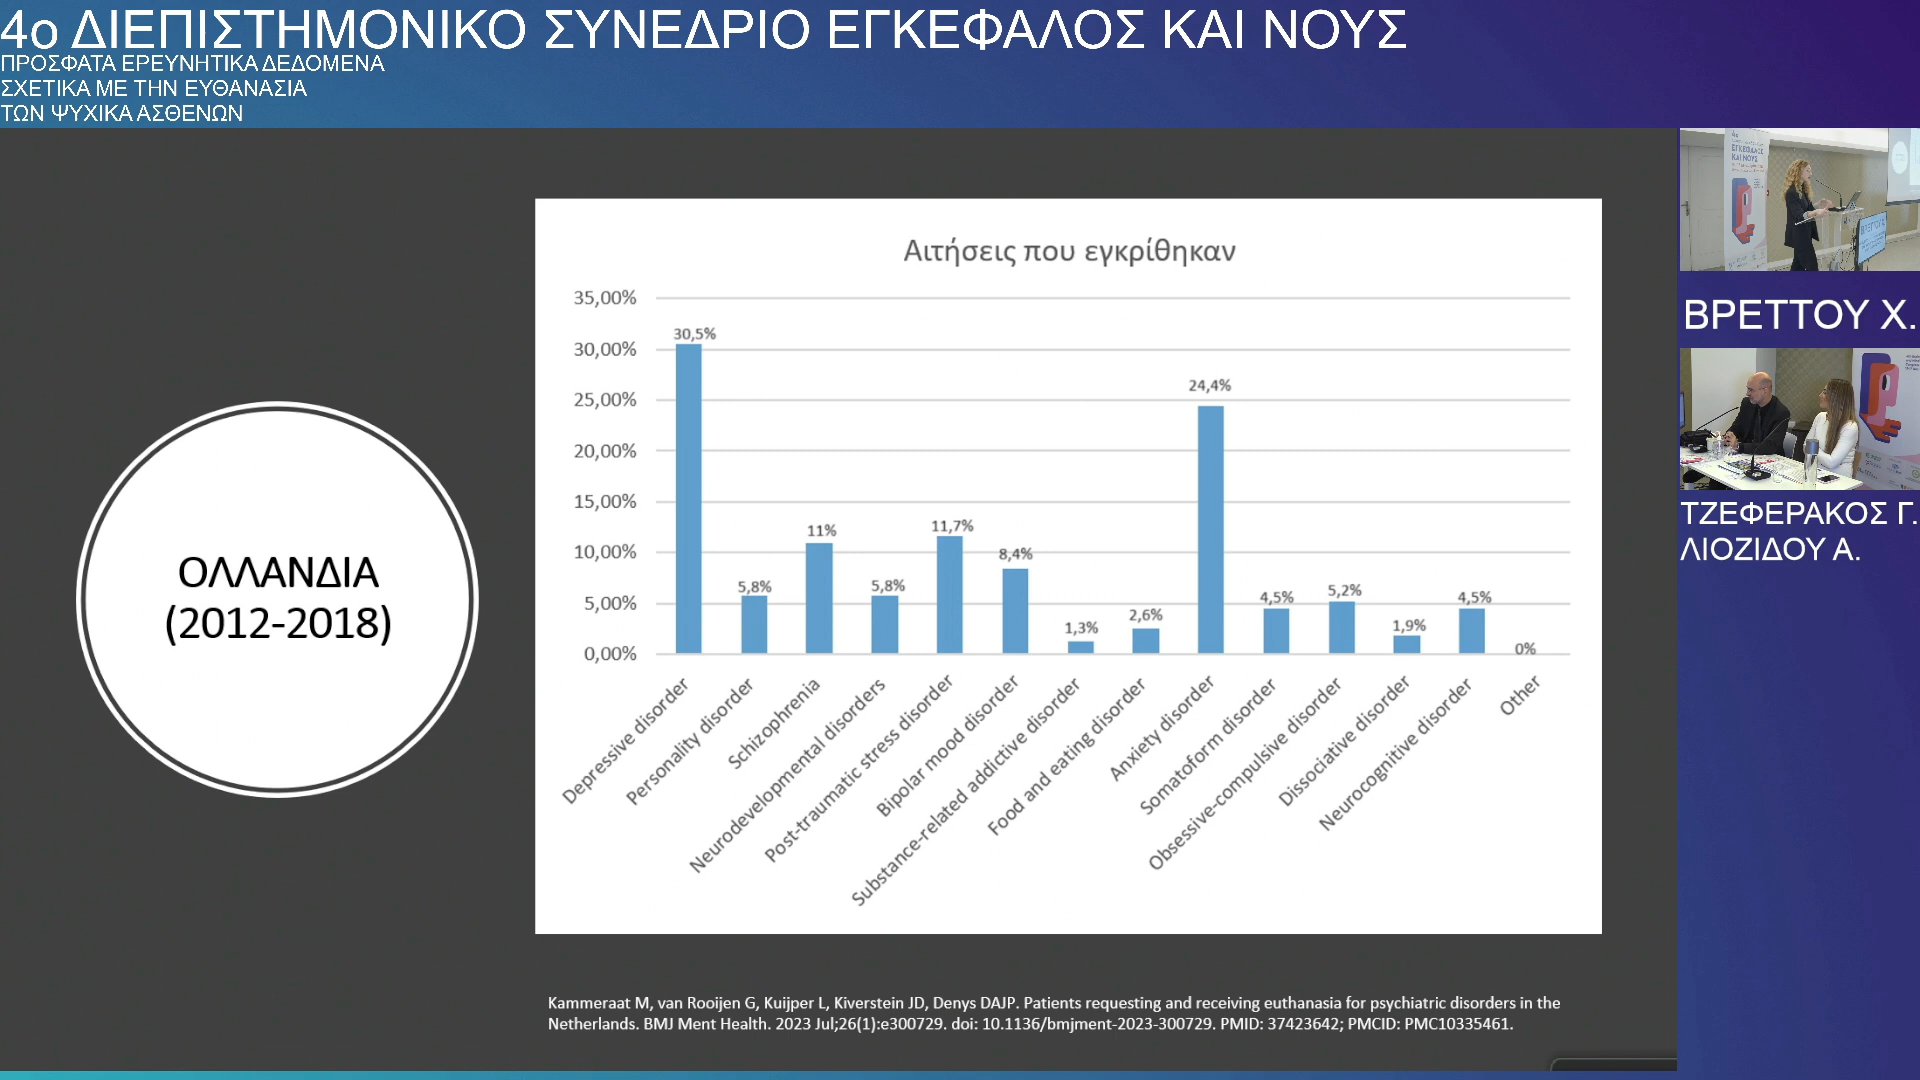 4ο ΔΙΕΠΙΣΤΗΜΟΝΙΚΟ ΣΥΝΕΔΡΙΟ ΕΓΚΕΦΑΛΟΣ ΚΑΙ ΝΟΥΣ
ΠΡΟΣΦΑΤΑ ΕΡΕΥΝΗΤΙΚΑ ΔΕΔΟΜΕΝΑ
ΣΧΕΤΙΚΑ ΜΕ ΤΗΝ ΕΥΘΑΝΑΣΙΑ
ΤΩΝ ΨΥΧΙΚΑ ΑΣΘΕΝΩΝ
ΟΛΛΑΝΔΙΑ
(2012-2018)
Αιτήσεις που εγκρίθηκαν
35,00%
30,00%
25,00%
20,00%
15,00%
10,00%
5,00%
0,00%
30,5%
5,8%
11%
5,8%
11,7%
8,4%
1,3%
2,6%
24,4%
4,5%
5,2%
1,9%
4,5%
0%
Depressive disorder
Personality disorder
Schizophrenia
Neurodevelopmental disorders
Post-traumatic stress disorder
Bipolar mood disorder
Substance-related addictive disorder
Food and eating disorder
Anxiety disorder
Somatoform disorder
Obsessive-compulsive disorder
Dissociative disorder
Neurocognitive disorder
Other
Kammeraat M, van Rooijen G, Kuijper L, Kiverstein JD, Denys DAJP. Patients requesting and receiving euthanasia for psychiatric disorders in the
Netherlands. BMJ Ment Health. 2023 Jul;26(1):e300729. doi: 10.1136/bmjment-2023-300729. PMID: 37423642; PMCID: PMC10335461.
ΕΓΚΕΦΑΛΟΣ
ΚΑΙ ΝΟΥΣ
ΒΡΕΤΤΟΥ Χ.
ΤΖΕΦΕΡΑΚΟΣ Γ.
ΛΙΟΖΙΔΟΥ Α.